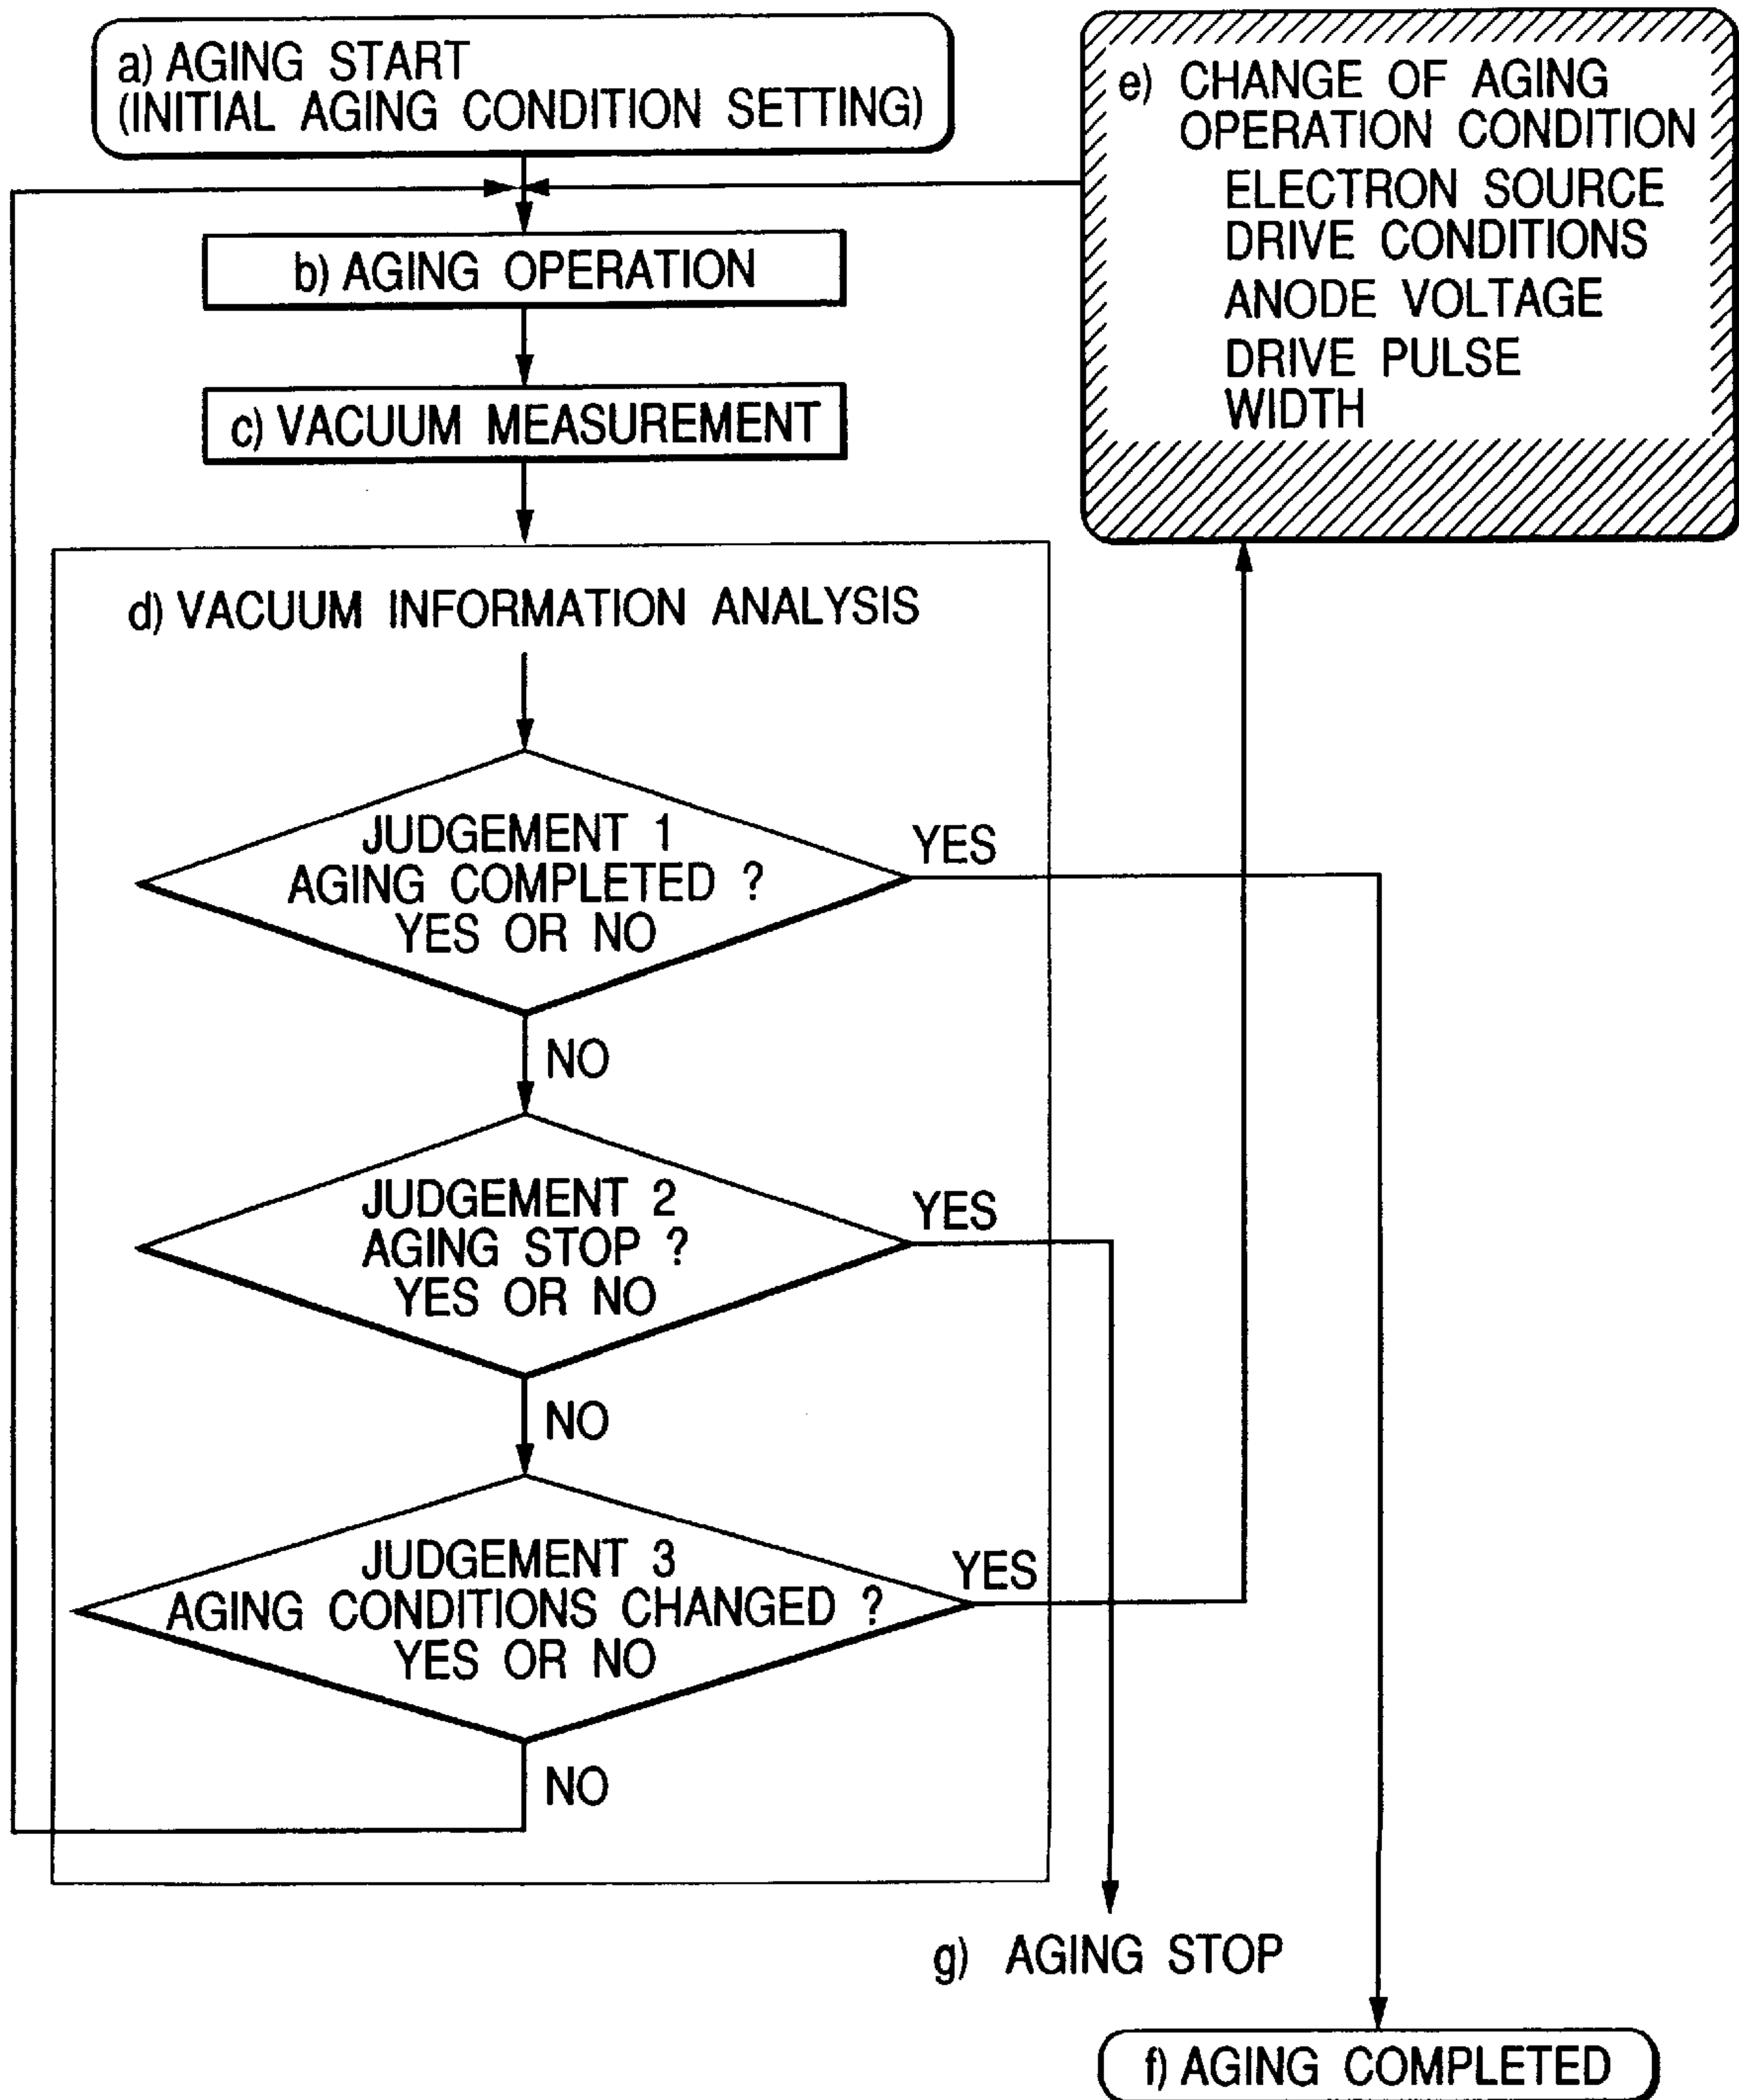 a) AGING START
(INITIAL AGING CONDITION SETTING)
b) AGING OPERATION
c) VACUUM MEASUREMENT
d) VACUUM INFORMATION ANALYSIS
JUDGEMENT 1
AGING COMPLETED ?
YES OR NO
YES
NO
JUDGEMENT 2
AGING STOP ?
YES OR NO
YES
NO
JUDGEMENT 3
AGING CONDITIONS CHANGED ?
YES OR NO
YES
NO
e) CHANGE OF AGING
OPERATION CONDITION
ELECTRON SOURCE
DRIVE CONDITIONS
ANODE VOLTAGE
DRIVE PULSE
WIDTH
g) AGING STOP
f) AGING COMPLETED